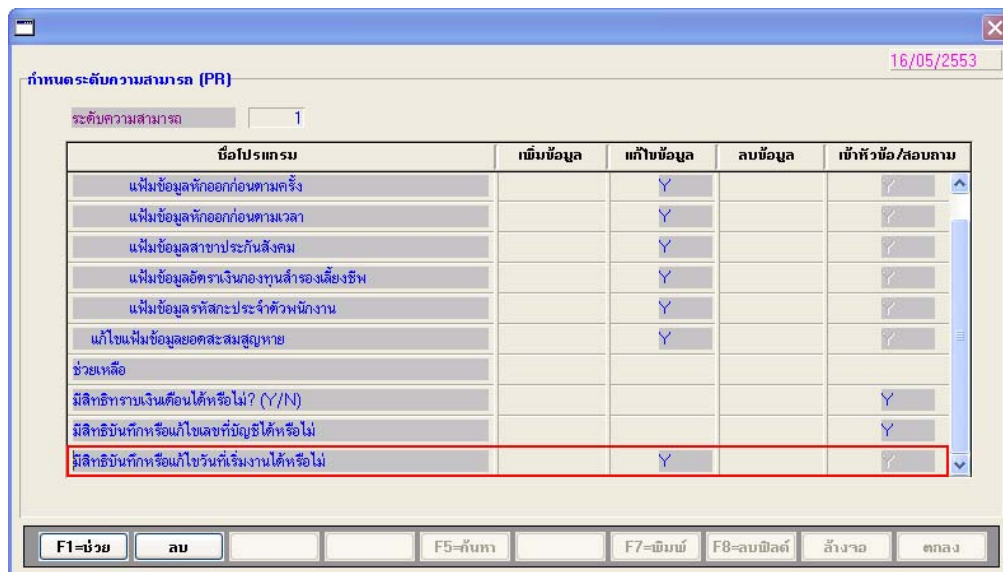 16/05/2553
กำหนดระดับความสามารถ (PR)
ระดับความสามารถ 1
ชื่อโปรแกรม เพิ่มข้อมูล แก้ไขข้อมูล ลบข้อมูล เข้าหัวข้อ/สอบถาม
แฟ้มข้อมูลหักออกก่อนตามครั้ง Y Y
แฟ้มข้อมูลหักออกก่อนตามเวลา Y Y
แฟ้มข้อมูลสาขาประกันสังคม Y Y
แฟ้มข้อมูลอัตราเงินกองทุนสำรองเลี้ยงชีพ Y Y
แฟ้มข้อมูลรหัสกะประจำตัวพนักงาน Y Y
แก้ไขแฟ้มข้อมูลยอดสะสมสูญหาย Y Y
ช่วยเหลือ
มีสิทธิทราบเงินเดือนได้หรือไม่? (Y/N) Y
มีสิทธิบันทึกหรือแก้ไขเลขที่บัญชีได้หรือไม่ Y
มีสิทธิบันทึกหรือแก้ไขวันที่เริ่มงานได้หรือไม่ Y Y
F1=ช่วย ลบ F5=ค้นหา F7=พิมพ์ F8=ลบฟิลด์ ล้างจอ ตกลง